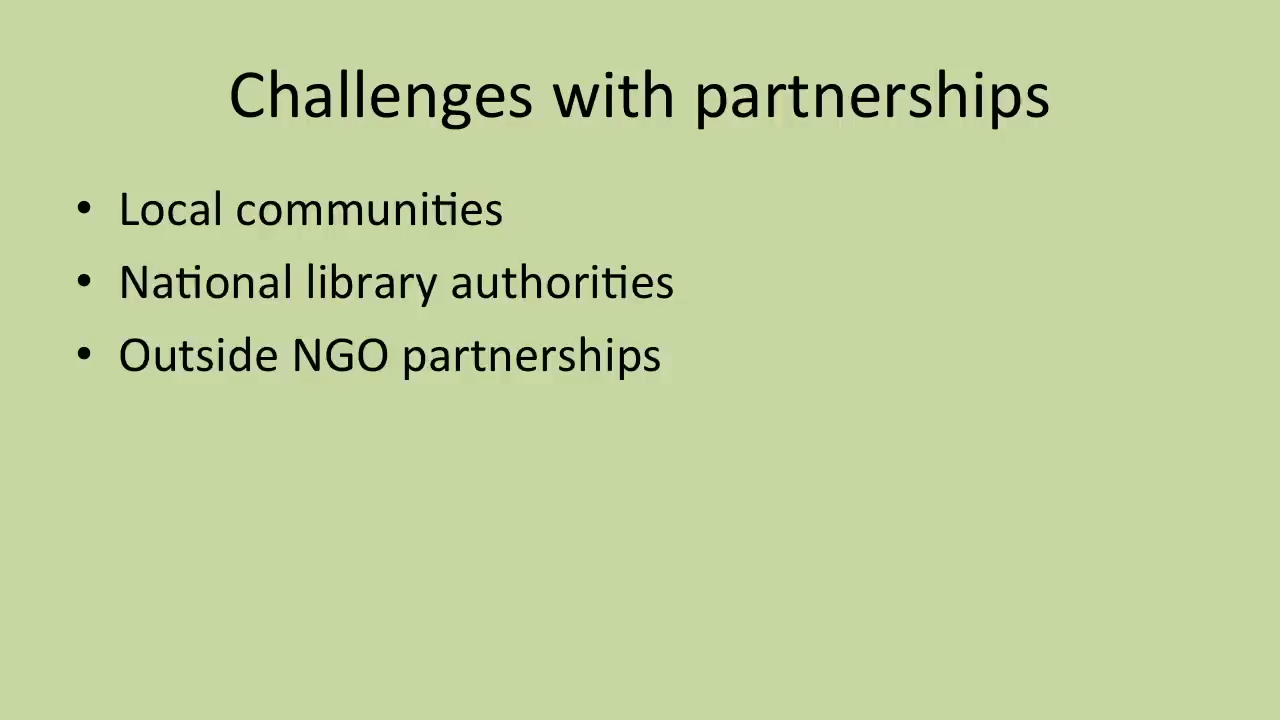 Challenges with partnerships
• Local communities
• National library authorities
• Outside NGO partnerships